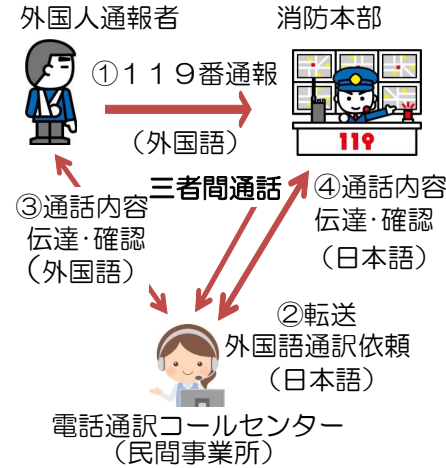 外国人通報者
消防本部
①１１９番通報
（外国語）
119
三者間通話
③通話内容
伝達・確認
（外国語）
④通話内容
伝達・確認
（日本語）
②転送
外国語通訳依頼
（日本語）
電話通訳コールセンター
（民間事業所）